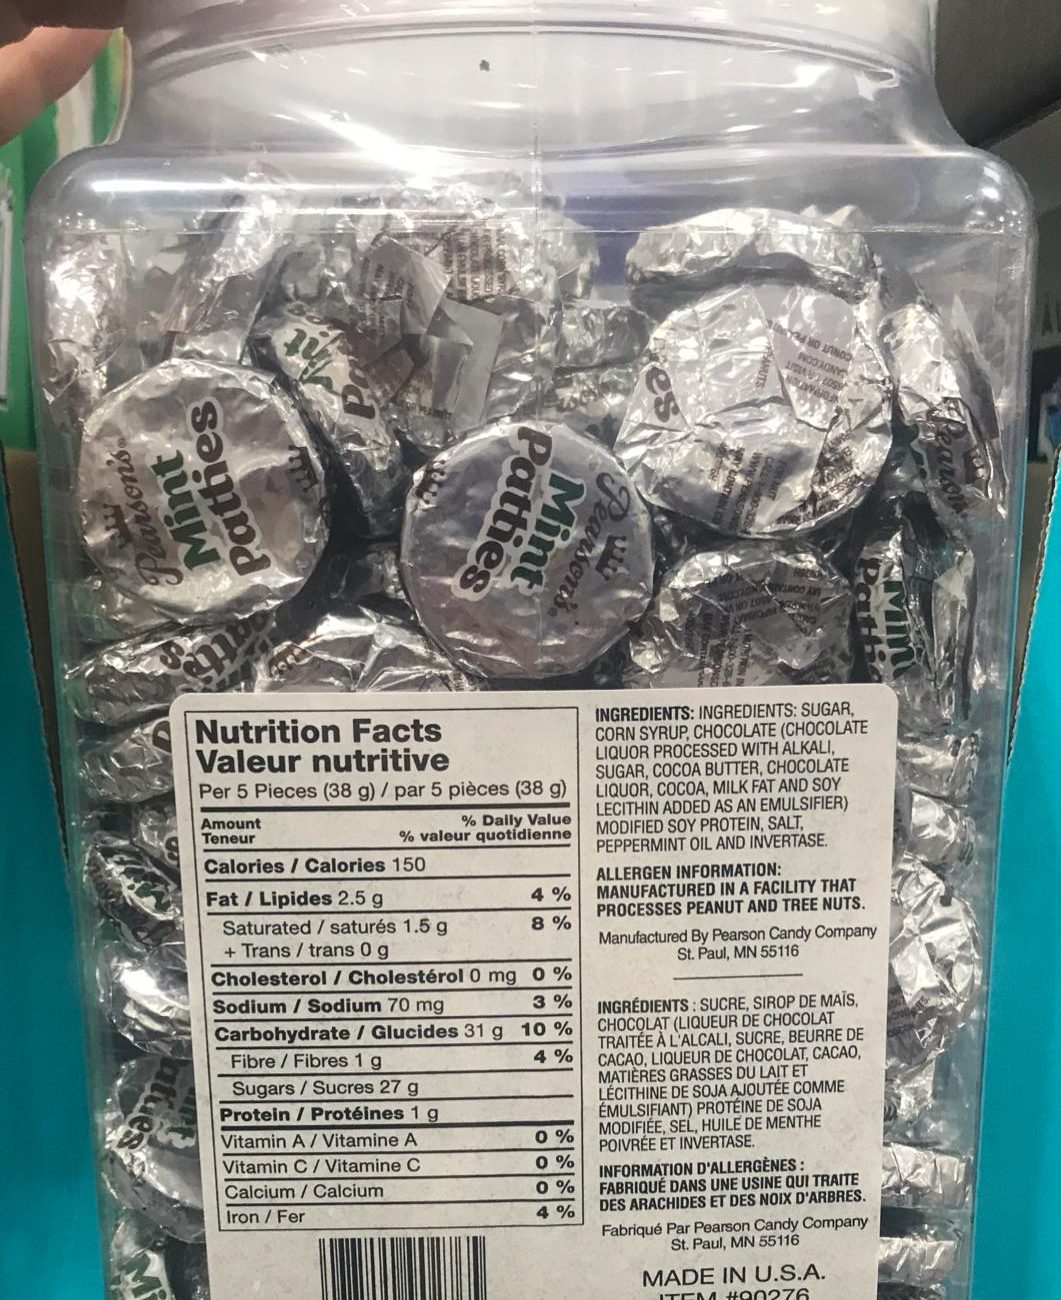 Pearson's®
Mint
Patties
Pearson's®
Mint
Patties
Mint
es
Pearson's
Mint
Nutrition Facts
Valeur nutritive
Per 5 Pieces (38 g) / par 5 pièces (38 g)
Amount % Daily Value
Teneur % valeur quotidienne
Calories / Calories 150
Fat / Lipides 2.5 g 4 %
Saturated / saturés 1.5 g 8 %
+ Trans / trans 0 g
Cholesterol / Cholestérol 0 mg 0 %
Sodium / Sodium 70 mg 3 %
Carbohydrate / Glucides 31 g 10 %
Fibre / Fibres 1 g 4 %
Sugars / Sucres 27 g
Protein / Protéines 1 g
Vitamin A / Vitamine A 0 %
Vitamin C / Vitamine C 0 %
Calcium / Calcium 0 %
Iron / Fer 4 %
INGREDIENTS: INGREDIENTS: SUGAR,
CORN SYRUP, CHOCOLATE (CHOCOLATE
LIQUOR PROCESSED WITH ALKALI,
SUGAR, COCOA BUTTER, CHOCOLATE
LIQUOR, COCOA, MILK FAT AND SOY
LECITHIN ADDED AS AN EMULSIFIER)
MODIFIED SOY PROTEIN, SALT,
PEPPERMINT OIL AND INVERTASE.
ALLERGEN INFORMATION:
MANUFACTURED IN A FACILITY THAT
PROCESSES PEANUT AND TREE NUTS.
Manufactured By Pearson Candy Company
St. Paul, MN 55116
INGRÉDIENTS : SUCRE, SIROP DE MAÏS,
CHOCOLAT (LIQUEUR DE CHOCOLAT
TRAITÉE À L'ALCALI, SUCRE, BEURRE DE
CACAO, LIQUEUR DE CHOCOLAT, CACAO,
MATIÈRES GRASSES DU LAIT ET
LÉCITHINE DE SOJA AJOUTÉE COMME
ÉMULSIFIANT) PROTÉINE DE SOJA
MODIFIÉE, SEL, HUILE DE MENTHE
POIVRÉE ET INVERTASE.
INFORMATION D'ALLERGÈNES :
FABRIQUÉ DANS UNE USINE QUI TRAITE
DES ARACHIDES ET DES NOIX D'ARBRES.
Fabriqué Par Pearson Candy Company
St. Paul, MN 55116
MADE IN U.S.A.
ITEM #90276